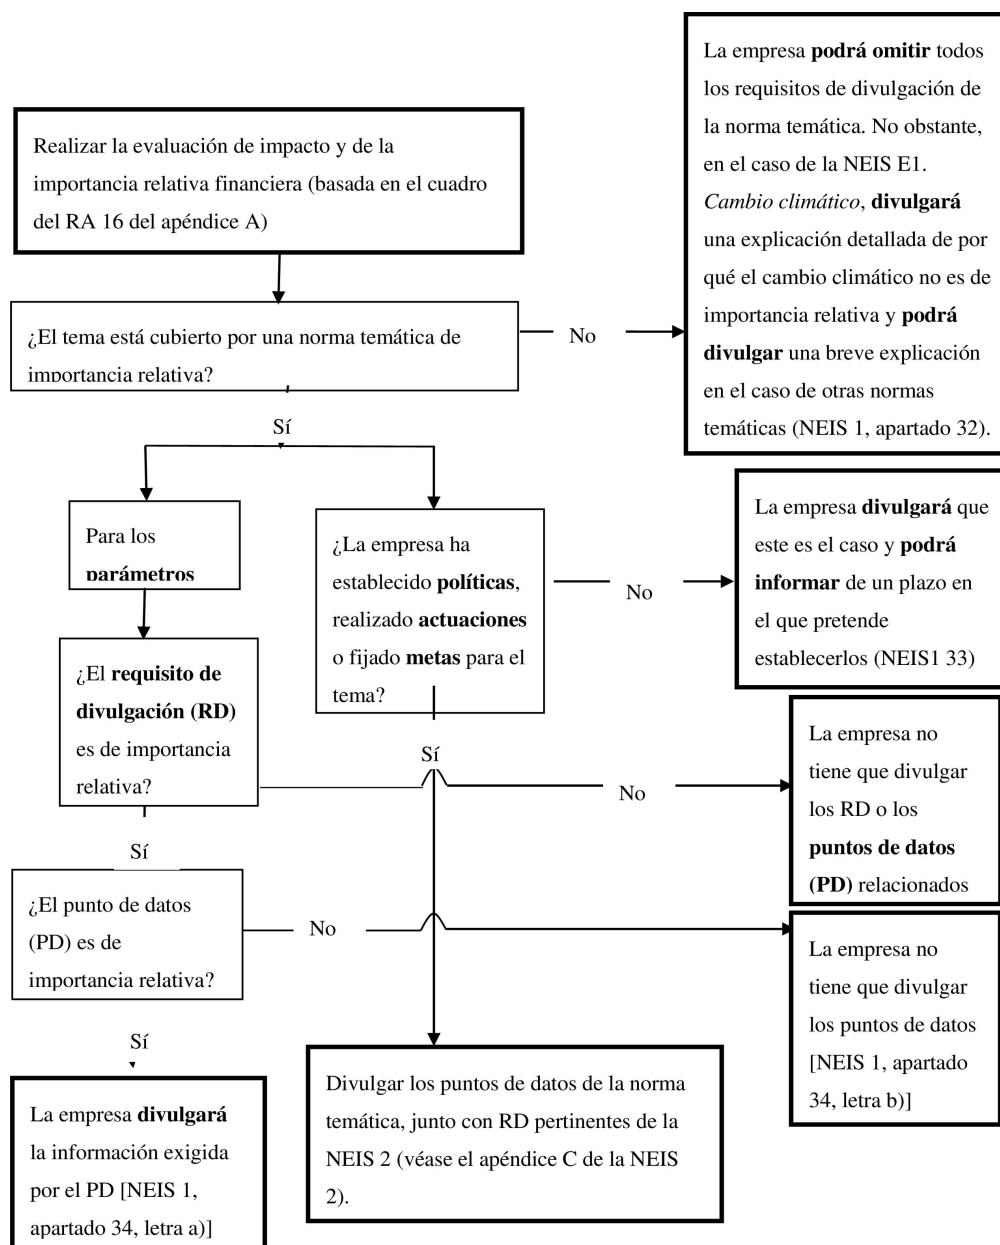 Realizar la evaluación de impacto y de la
importancia relativa financiera (basada en el cuadro
del RA 16 del apéndice A)
La empresa podrá omitir todos
los requisitos de divulgación de
la norma temática. No obstante,
en el caso de la NEIS E1.
Cambio climático, divulgará
una explicación detallada de por
qué el cambio climático no es de
importancia relativa y podrá
divulgar una breve explicación
en el caso de otras normas
temáticas (NEIS 1, apartado 32).
¿El tema está cubierto por una norma temática de
importancia relativa?
No
Sí
Para los
parámetros
¿La empresa ha
establecido políticas,
realizado actuaciones
o fijado metas para el
tema?
No
La empresa divulgará que
este es el caso y podrá
informar de un plazo en
el que pretende
establecerlos (NEIS1 33)
¿El requisito de
divulgación (RD)
es de importancia
relativa?
Sí
No
La empresa no
tiene que divulgar
los RD o los
puntos de datos
(PD) relacionados
Sí
¿El punto de datos
(PD) es de
importancia relativa?
No
La empresa no
tiene que divulgar
los puntos de datos
[NEIS 1, apartado
34, letra b)]
Sí
La empresa divulgará
la información exigida
por el PD [NEIS 1,
apartado 34, letra a)]
Divulgar los puntos de datos de la norma
temática, junto con RD pertinentes de la
NEIS 2 (véase el apéndice C de la NEIS
2).